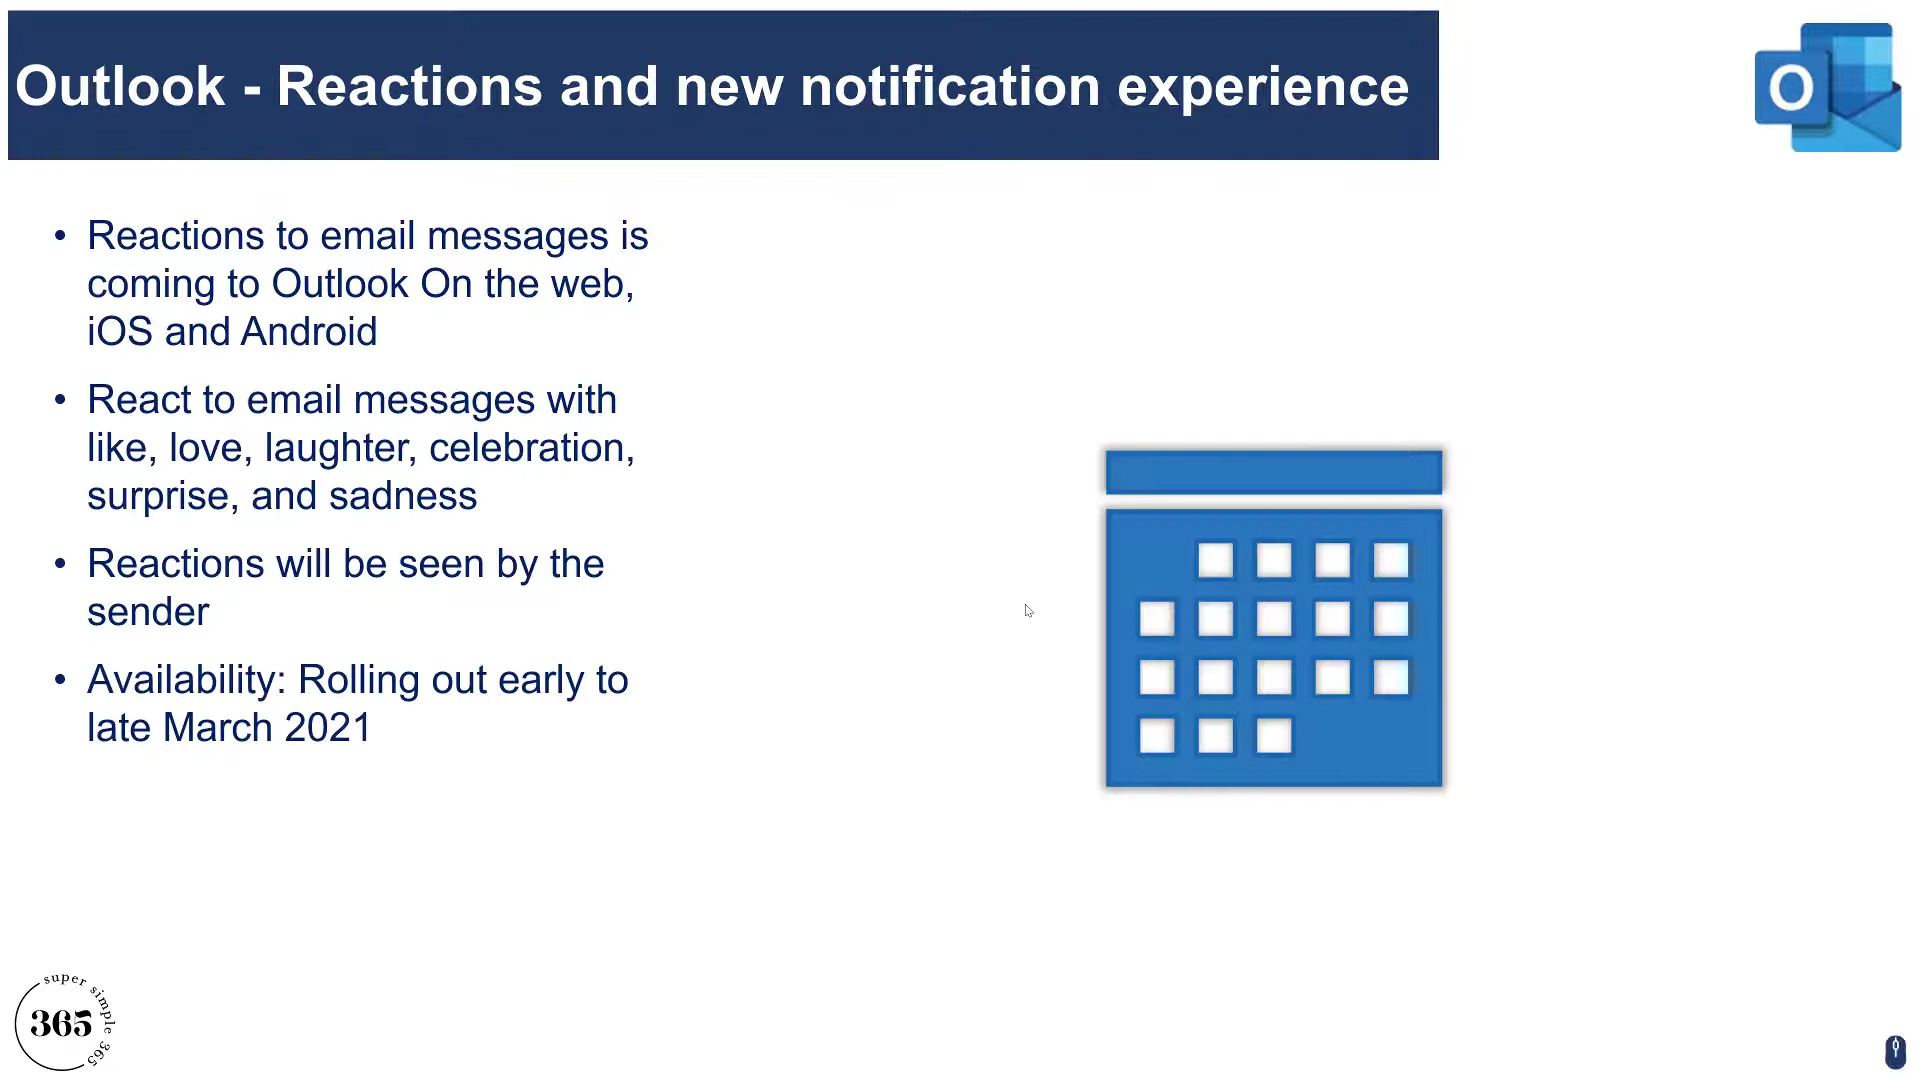 Outlook - Reactions and new notification experience
O
• Reactions to email messages is
coming to Outlook On the web,
iOS and Android
• React to email messages with
like, love, laughter, celebration,
surprise, and sadness
• Reactions will be seen by the
sender
• Availability: Rolling out early to
late March 2021
super simple 365
365